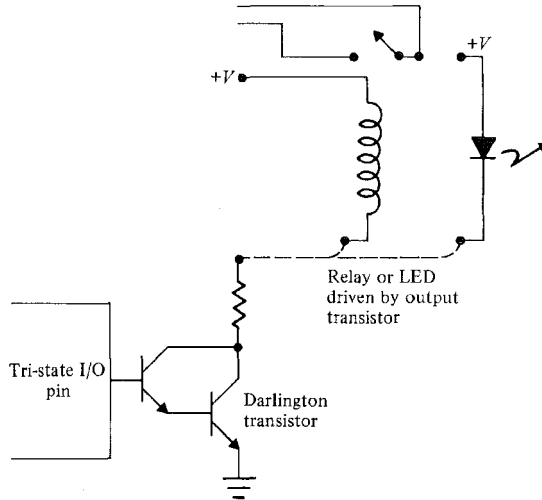 +V
+V
Relay or LED
driven by output
transistor
Tri-state I/O
pin
Darlington
transistor